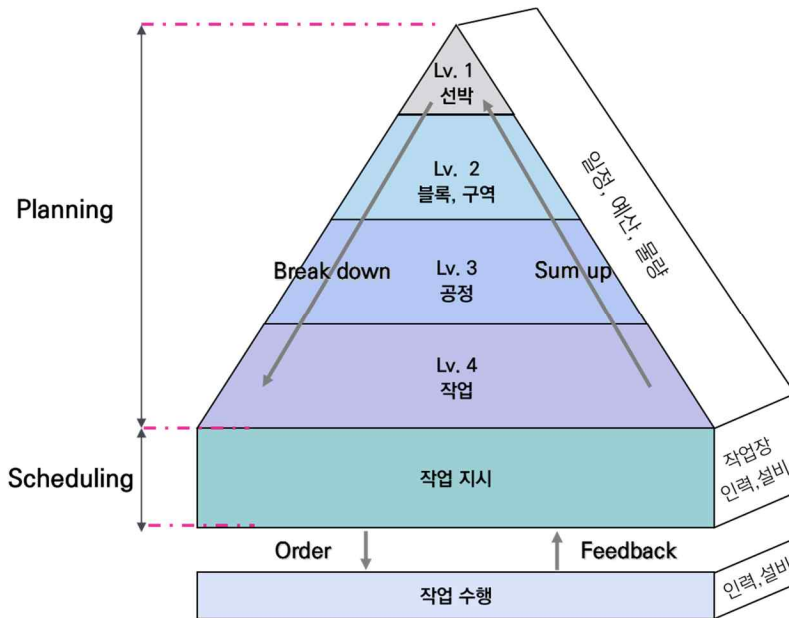 Lv. 1
선박
Lv. 2
블록, 구역
Planning
일정, 예산, 물량
Break down
Lv. 3
공정
Sum up
Lv. 4
작업
Scheduling
작업 지시
작업장
인력,설비
Order
Feedback
작업 수행
인력,설비